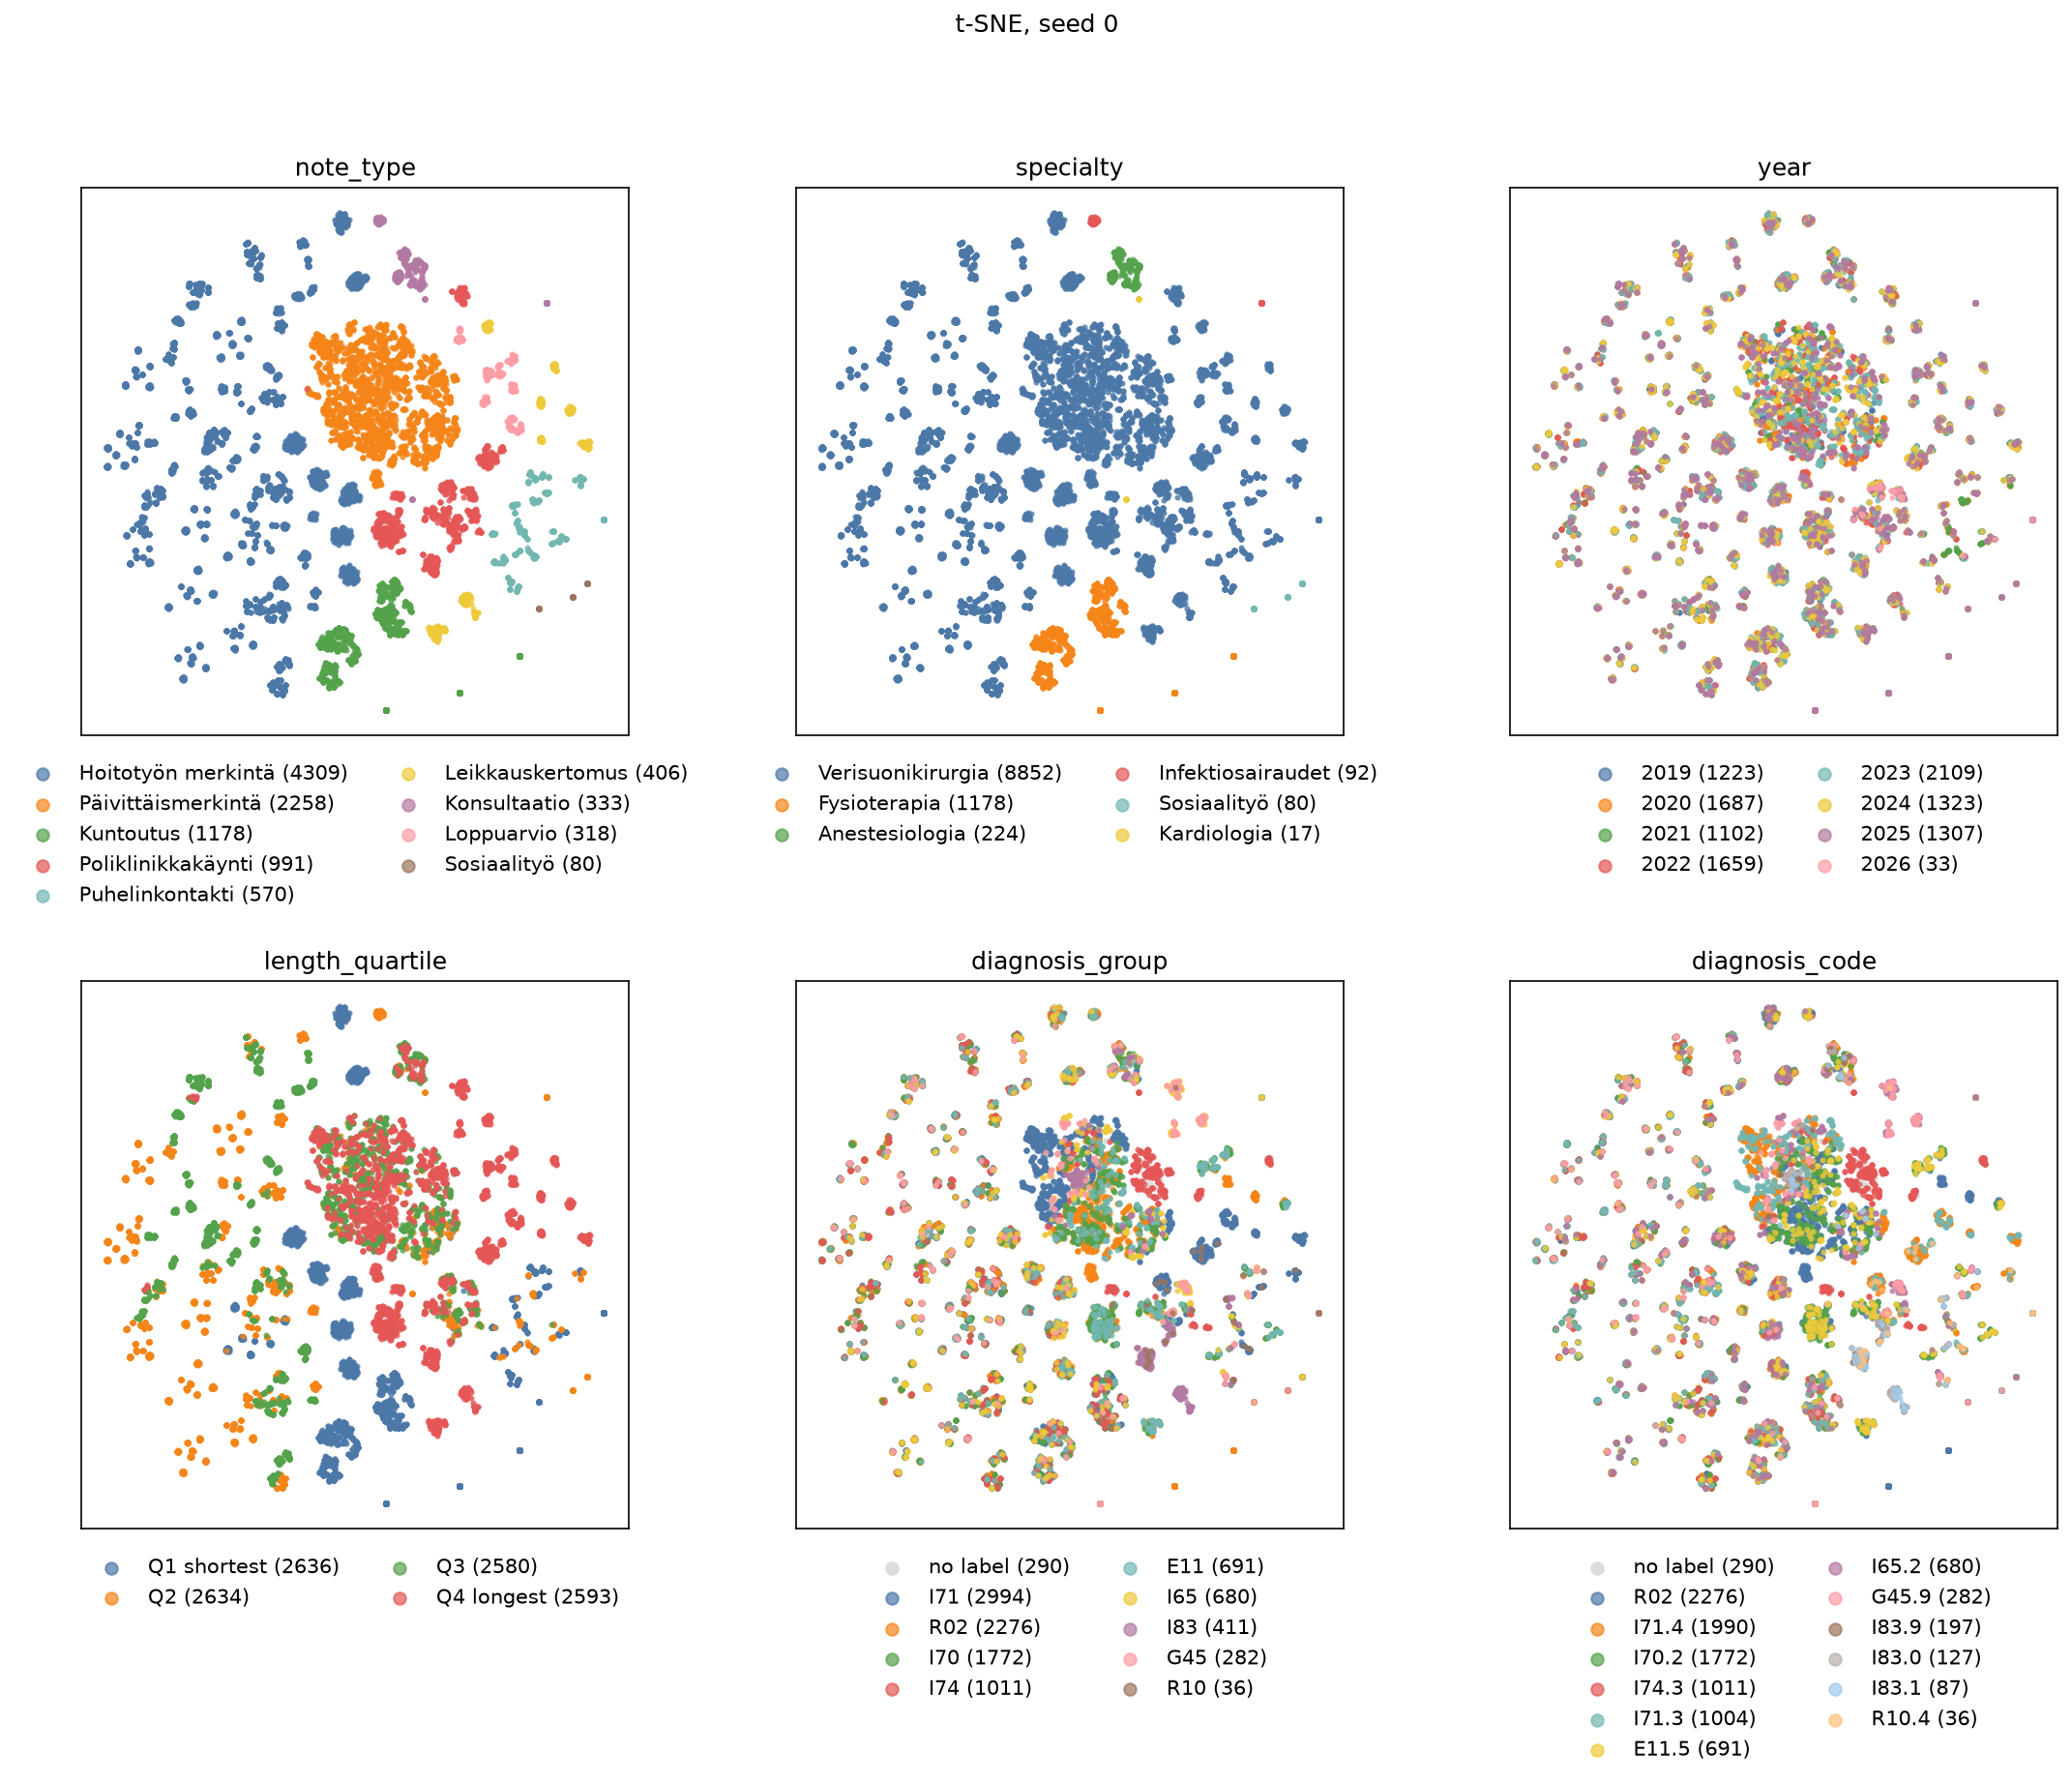 t-SNE, seed 0
note_type
specialty
year
Hoitotyön merkintä (4309)
Päivittäismerkintä (2258)
Kuntoutus (1178)
Poliklinikkakäynti (991)
Puhelinkontakti (570)
Leikkauskertomus (406)
Konsultaatio (333)
Loppuarvio (318)
Sosiaalityö (80)
Verisuonikirurgia (8852)
Fysioterapia (1178)
Anestesiologia (224)
Infektiosairaudet (92)
Sosiaalityö (80)
Kardiologia (17)
2019 (1223)
2020 (1687)
2021 (1102)
2022 (1659)
2023 (2109)
2024 (1323)
2025 (1307)
2026 (33)
length_quartile
diagnosis_group
diagnosis_code
Q1 shortest (2636)
Q2 (2634)
Q3 (2580)
Q4 longest (2593)
no label (290)
I71 (2994)
R02 (2276)
I70 (1772)
I74 (1011)
E11 (691)
I65 (680)
I83 (411)
G45 (282)
R10 (36)
no label (290)
R02 (2276)
I71.4 (1990)
I70.2 (1772)
I74.3 (1011)
I71.3 (1004)
E11.5 (691)
I65.2 (680)
G45.9 (282)
I83.9 (197)
I83.0 (127)
I83.1 (87)
R10.4 (36)